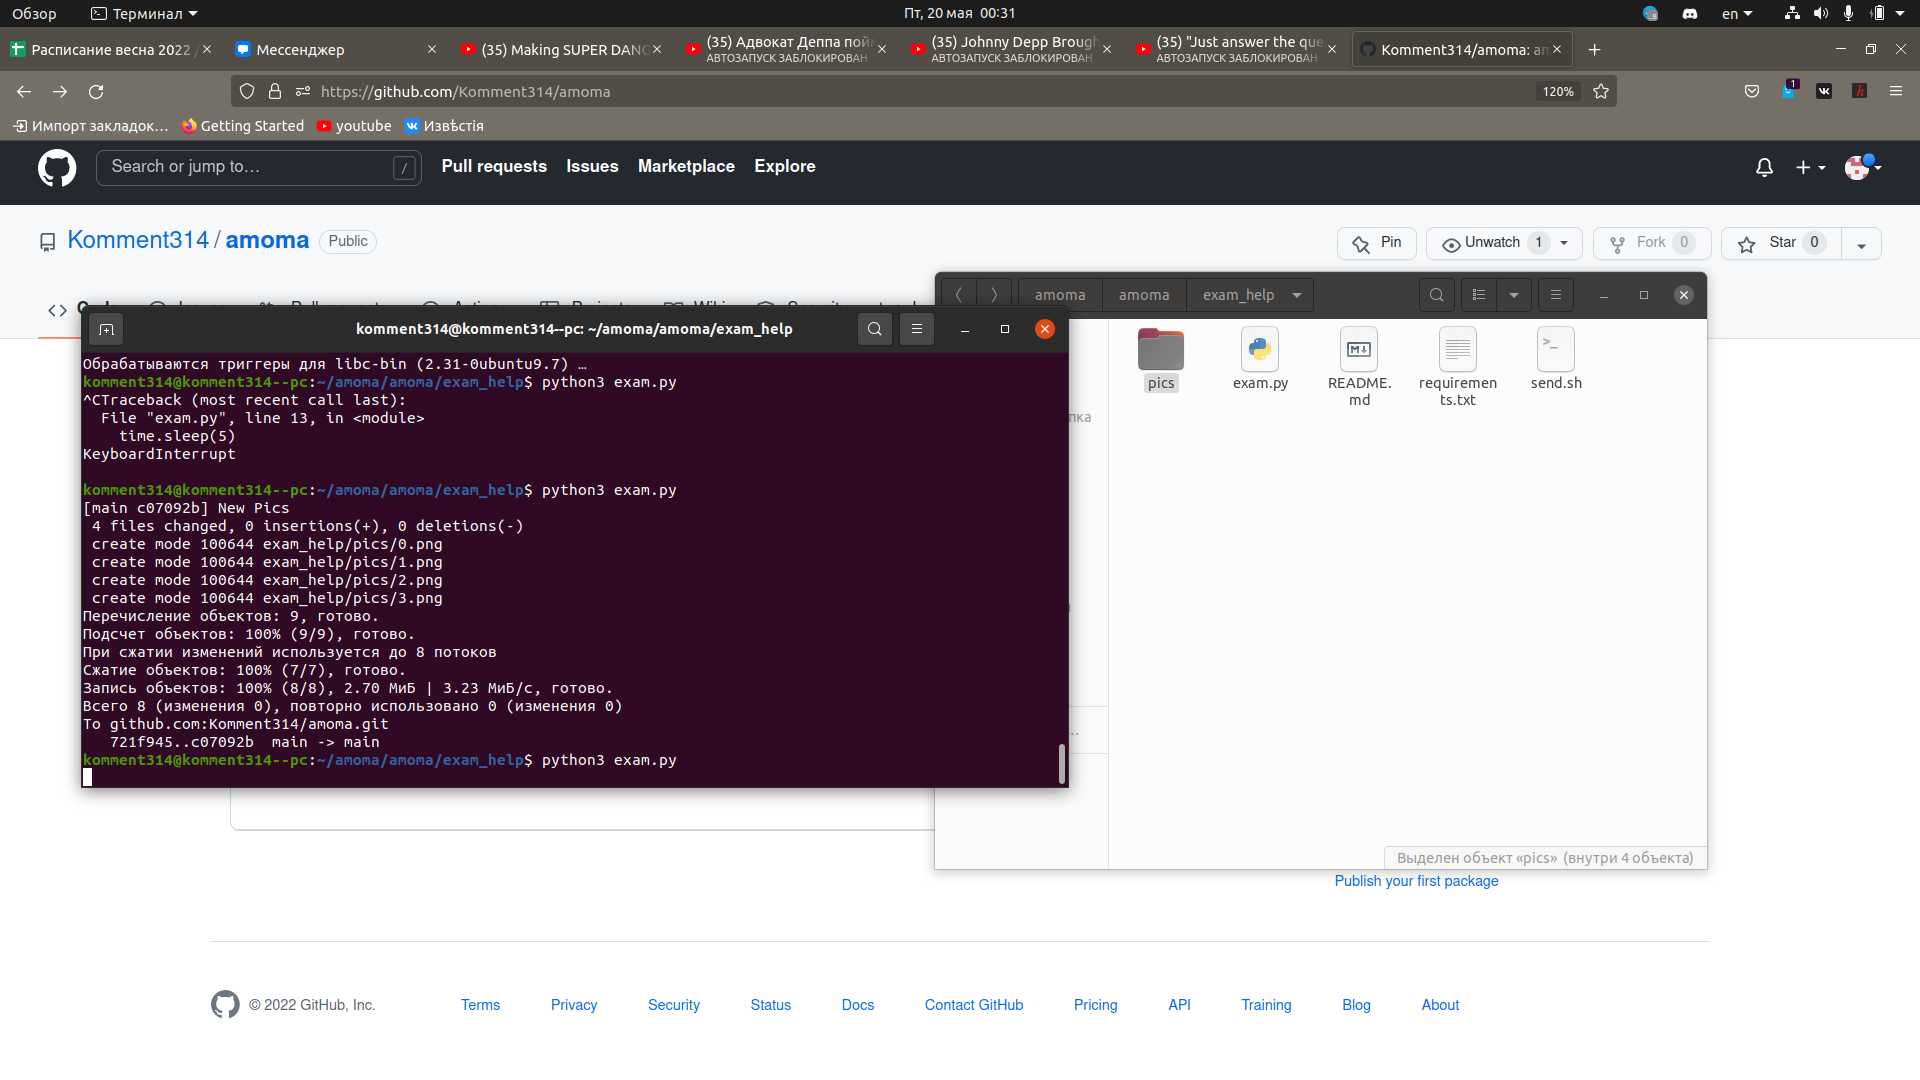 Обзор
Терминал
Пт, 20 мая 00:31
en
Расписание весна 2022 /
Мессенджер
(35) Making SUPER DANC
(35) Адвокат Деппа пойм
АВТОЗАПУСК ЗАБЛОКИРОВАН
(35) Johnny Depp Brough
АВТОЗАПУСК ЗАБЛОКИРОВАН
(35) "Just answer the que
АВТОЗАПУСК ЗАБЛОКИРОВАН
Komment314/amoma: am
https://github.com/Komment314/amoma
120%
1
Импорт закладок…
Getting Started
youtube
Извѣстія
Search or jump to…
/
Pull requests
Issues
Marketplace
Explore
Komment314 / amoma
Public
Pin
Unwatch 1
Fork 0
Star 0
amoma
amoma
exam_help
komment314@komment314--pc: ~/amoma/amoma/exam_help
Обрабатываются триггеры для libc-bin (2.31-0ubuntu9.7) …
komment314@komment314--pc:~/amoma/amoma/exam_help$ python3 exam.py
^CTraceback (most recent call last):
  File "exam.py", line 13, in <module>
    time.sleep(5)
KeyboardInterrupt
komment314@komment314--pc:~/amoma/amoma/exam_help$ python3 exam.py
[main c07092b] New Pics
 4 files changed, 0 insertions(+), 0 deletions(-)
 create mode 100644 exam_help/pics/0.png
 create mode 100644 exam_help/pics/1.png
 create mode 100644 exam_help/pics/2.png
 create mode 100644 exam_help/pics/3.png
Перечисление объектов: 9, готово.
Подсчет объектов: 100% (9/9), готово.
При сжатии изменений используется до 8 потоков
Сжатие объектов: 100% (7/7), готово.
Запись объектов: 100% (8/8), 2.70 МиБ | 3.23 МиБ/с, готово.
Всего 8 (изменения 0), повторно использовано 0 (изменения 0)
To github.com:Komment314/amoma.git
   721f945..c07092b  main -> main
komment314@komment314--pc:~/amoma/amoma/exam_help$ python3 exam.py
пка
pics
exam.py
README.
md
requiremen
ts.txt
send.sh
Выделен объект «pics» (внутри 4 объекта)
Publish your first package
© 2022 GitHub, Inc.
Terms
Privacy
Security
Status
Docs
Contact GitHub
Pricing
API
Training
Blog
About